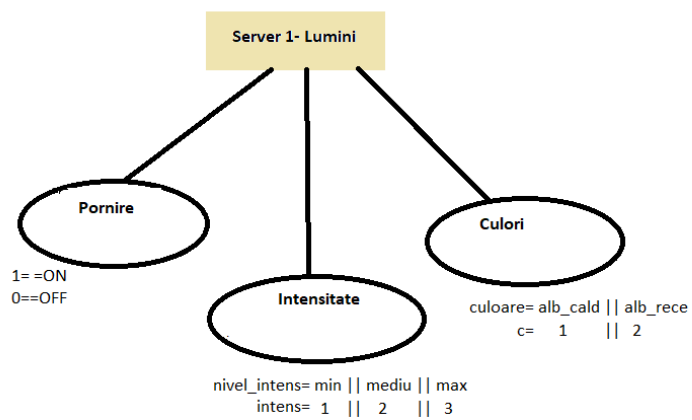 Server 1- Lumini
Pornire
1= =ON
0==OFF
Intensitate
nivel_intens= min || mediu || max
intens= 1 || 2 || 3
Culori
culoare= alb_cald || alb_rece
c= 1 || 2